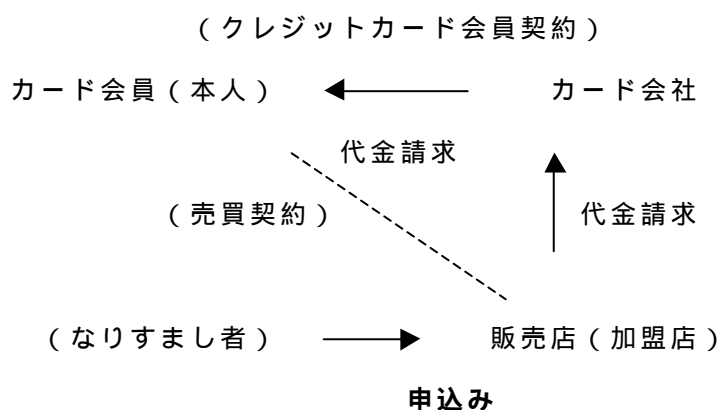 (クレジットカード会員契約)
カード会員(本人) カード会社
代金請求
(売買契約) 代金請求
(なりすまし者) 販売店(加盟店)
申込み